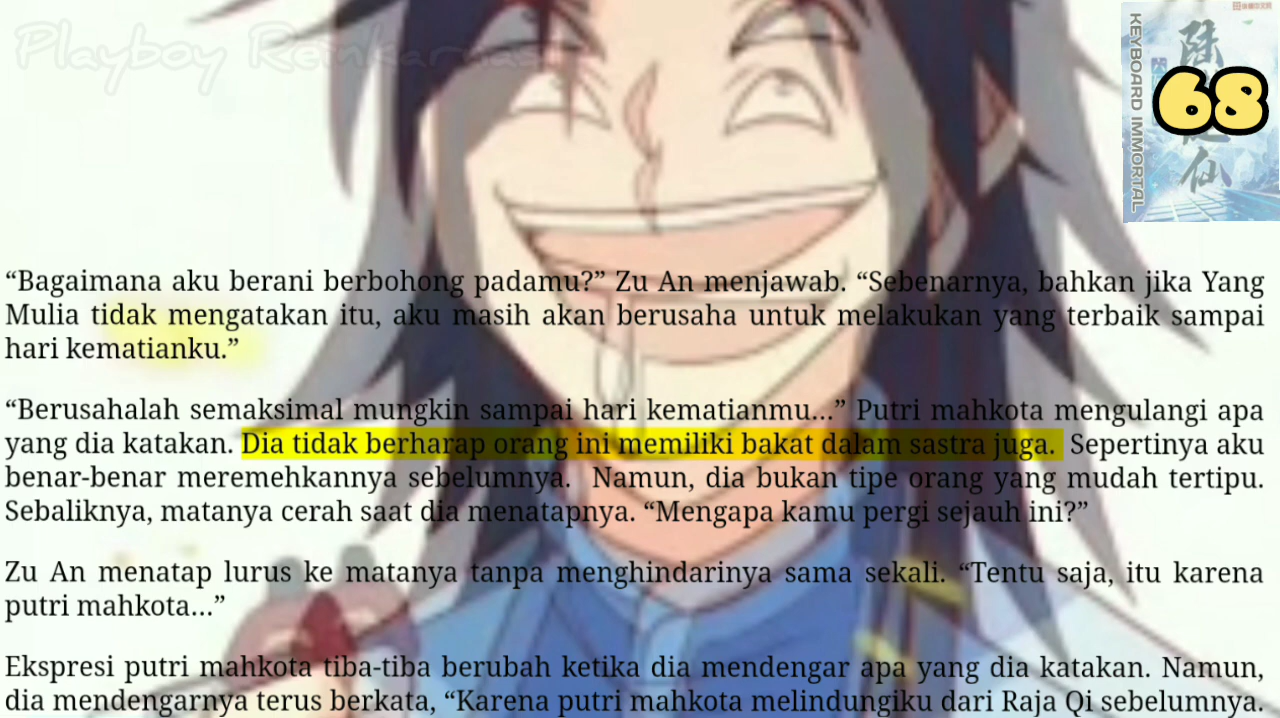 Playboy Reinkarnasi
KEYBOARD IMMORTAL
68
仙
“Bagaimana aku berani berbohong padamu?” Zu An menjawab. “Sebenarnya, bahkan jika Yang
Mulia tidak mengatakan itu, aku masih akan berusaha untuk melakukan yang terbaik sampai
hari kematianku.”
“Berusahalah semaksimal mungkin sampai hari kematianmu...” Putri mahkota mengulangi apa
yang dia katakan. Dia tidak berharap orang ini memiliki bakat dalam sastra juga. Sepertinya aku
benar-benar meremehkannya sebelumnya. Namun, dia bukan tipe orang yang mudah tertipu.
Sebaliknya, matanya cerah saat dia menatapnya. “Mengapa kamu pergi sejauh ini?”
Zu An menatap lurus ke matanya tanpa menghindarinya sama sekali. “Tentu saja, itu karena
putri mahkota...”
Ekspresi putri mahkota tiba-tiba berubah ketika dia mendengar apa yang dia katakan. Namun,
dia mendengarnya terus berkata, “Karena putri mahkota melindungiku dari Raja Qi sebelumnya.